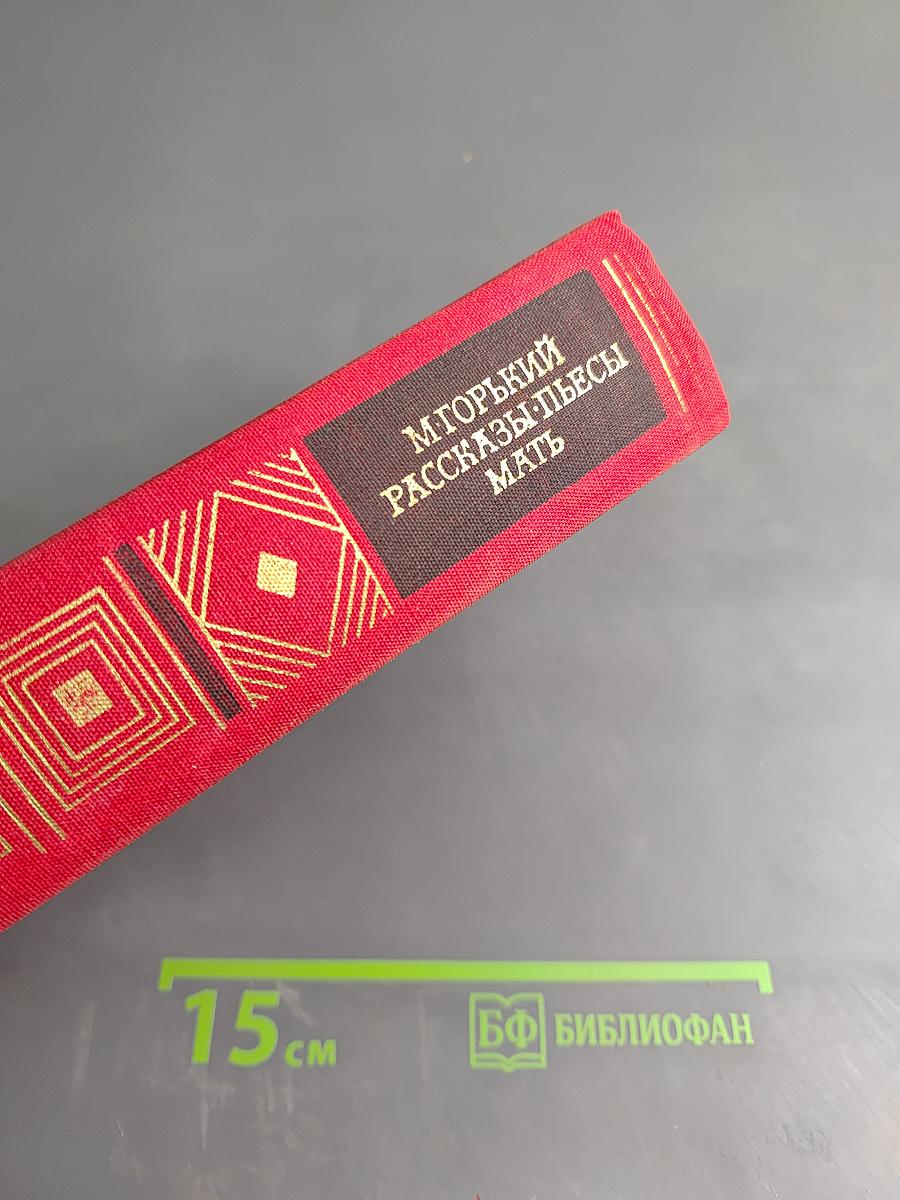 М·ГОРЬКИЙ
РАССКАЗЫ·ПЬЕСЫ
МАТЬ
15 см
БФ БИБЛИОФАН